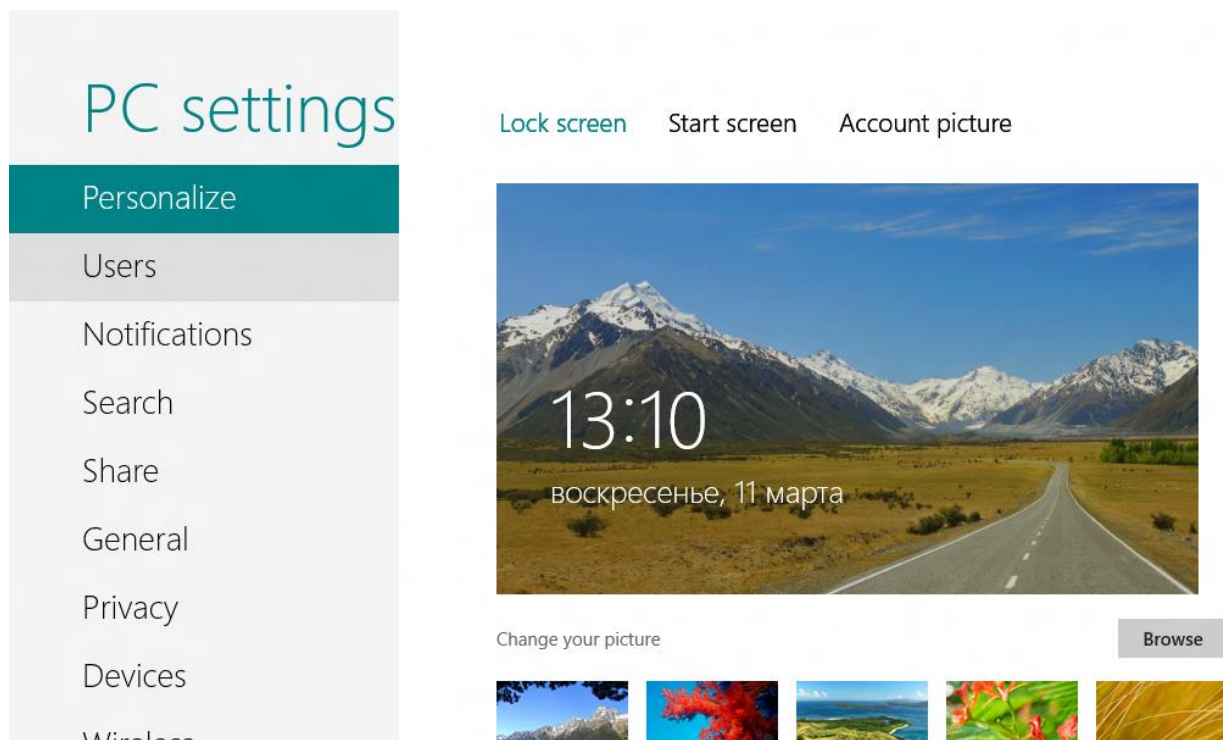 PC settings
Personalize
Users
Notifications
Search
Share
General
Privacy
Devices
Wireless
Lock screen Start screen Account picture
13:10
воскресенье, 11 марта
Change your picture
Browse